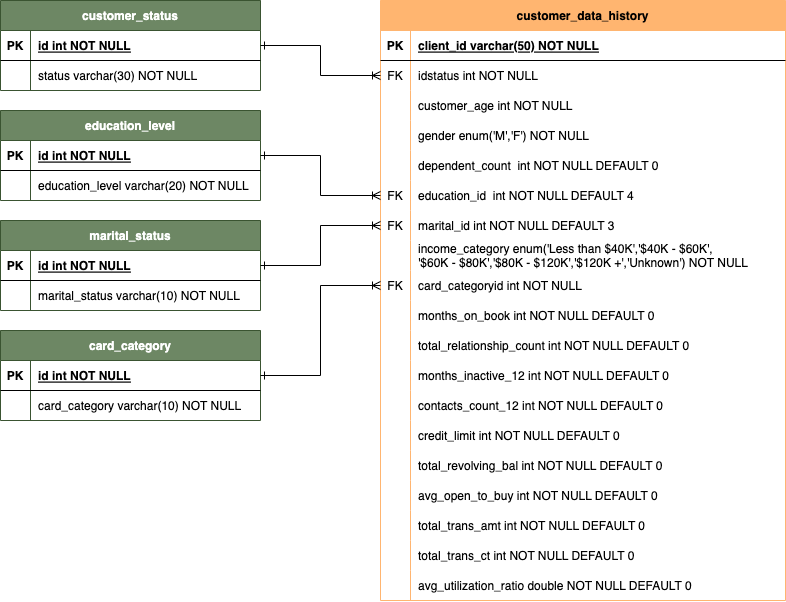 customer_status
PK id int NOT NULL
status varchar(30) NOT NULL
education_level
PK id int NOT NULL
education_level varchar(20) NOT NULL
marital_status
PK id int NOT NULL
marital_status varchar(10) NOT NULL
card_category
PK id int NOT NULL
card_category varchar(10) NOT NULL
customer_data_history
PK client_id varchar(50) NOT NULL
FK idstatus int NOT NULL
customer_age int NOT NULL
gender enum('M','F') NOT NULL
dependent_count  int NOT NULL DEFAULT 0
FK education_id  int NOT NULL DEFAULT 4
FK marital_id int NOT NULL DEFAULT 3
income_category enum('Less than $40K','$40K - $60K',
'$60K - $80K','$80K - $120K','$120K +','Unknown') NOT NULL
FK card_categoryid int NOT NULL
months_on_book int NOT NULL DEFAULT 0
total_relationship_count int NOT NULL DEFAULT 0
months_inactive_12 int NOT NULL DEFAULT 0
contacts_count_12 int NOT NULL DEFAULT 0
credit_limit int NOT NULL DEFAULT 0
total_revolving_bal int NOT NULL DEFAULT 0
avg_open_to_buy int NOT NULL DEFAULT 0
total_trans_amt int NOT NULL DEFAULT 0
total_trans_ct int NOT NULL DEFAULT 0
avg_utilization_ratio double NOT NULL DEFAULT 0